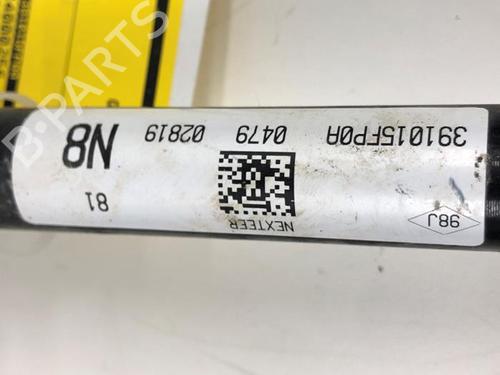 98J
NEXTEER
81
391015FP0A 0479 02819
N8
B-PARTS